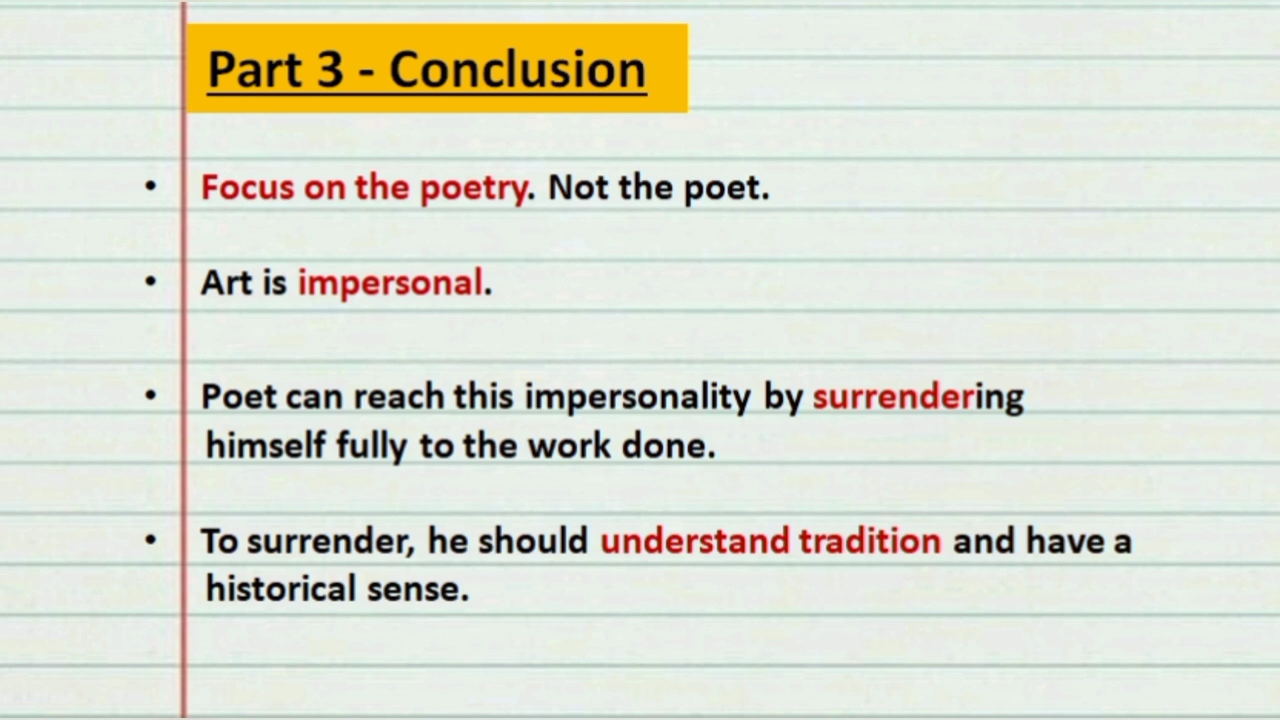 Part 3 - Conclusion
• Focus on the poetry. Not the poet.
• Art is impersonal.
• Poet can reach this impersonality by surrendering
himself fully to the work done.
• To surrender, he should understand tradition and have a
historical sense.